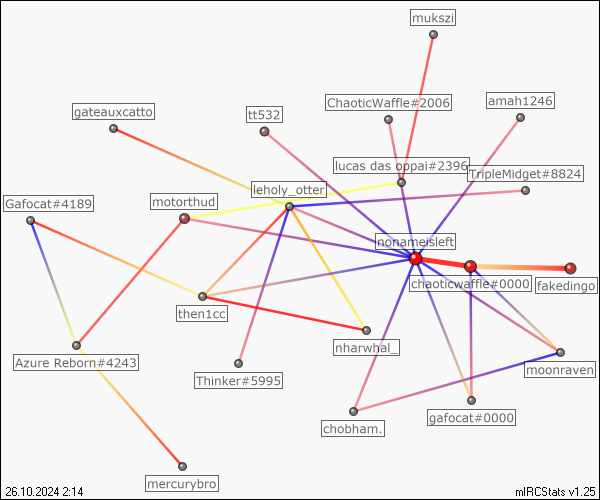 mukszi
ChaoticWaffle#2006
amah1246
gateauxcatto
tt532
lucas das oppai#2396
TripleMidget#8824
leholy_otter
Gafocat#4189
motorthud
nonameisleft
chaoticwaffle#0000
fakedingo
then1cc
nharwhal_
Azure Reborn#4243
moonraven
Thinker#5995
chobham.
gafocat#0000
mercurybro
26.10.2024 2:14
mIRCStats v1.25